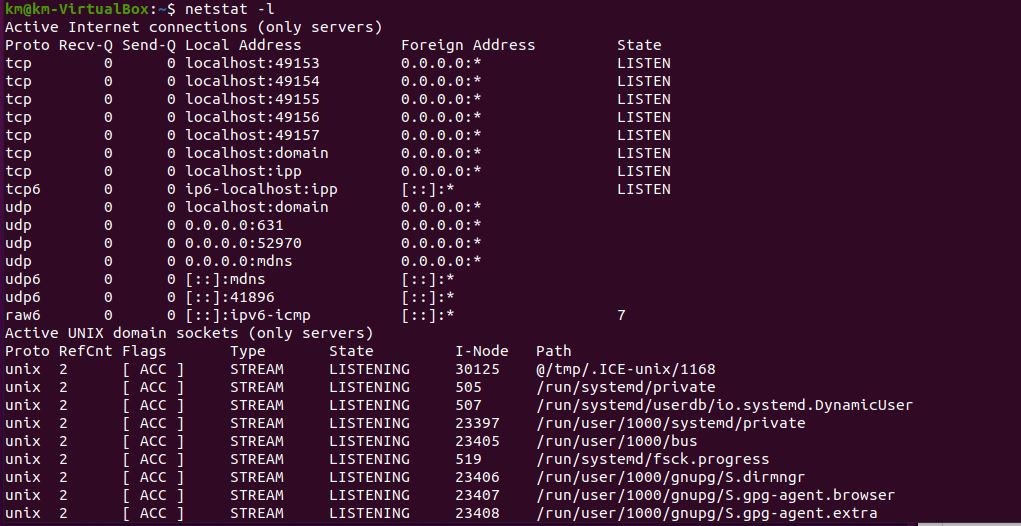 km@km-VirtualBox:~$ netstat -l
Active Internet connections (only servers)
Proto Recv-Q Send-Q Local Address           Foreign Address         State
tcp        0      0 localhost:49153         0.0.0.0:*               LISTEN
tcp        0      0 localhost:49154         0.0.0.0:*               LISTEN
tcp        0      0 localhost:49155         0.0.0.0:*               LISTEN
tcp        0      0 localhost:49156         0.0.0.0:*               LISTEN
tcp        0      0 localhost:49157         0.0.0.0:*               LISTEN
tcp        0      0 localhost:domain        0.0.0.0:*               LISTEN
tcp        0      0 localhost:ipp           0.0.0.0:*               LISTEN
tcp6       0      0 ip6-localhost:ipp       [::]:*                  LISTEN
udp        0      0 localhost:domain        0.0.0.0:*
udp        0      0 0.0.0.0:631             0.0.0.0:*
udp        0      0 0.0.0.0:52970           0.0.0.0:*
udp        0      0 0.0.0.0:mdns            0.0.0.0:*
udp6       0      0 [::]:mdns               [::]:*
udp6       0      0 [::]:41896              [::]:*
raw6       0      0 [::]:ipv6-icmp          [::]:*                  7
Active UNIX domain sockets (only servers)
Proto RefCnt Flags       Type       State         I-Node   Path
unix  2      [ ACC ]     STREAM     LISTENING     30125    @/tmp/.ICE-unix/1168
unix  2      [ ACC ]     STREAM     LISTENING     505      /run/systemd/private
unix  2      [ ACC ]     STREAM     LISTENING     507      /run/systemd/userdb/io.systemd.DynamicUser
unix  2      [ ACC ]     STREAM     LISTENING     23397    /run/user/1000/systemd/private
unix  2      [ ACC ]     STREAM     LISTENING     23405    /run/user/1000/bus
unix  2      [ ACC ]     STREAM     LISTENING     519      /run/systemd/fsck.progress
unix  2      [ ACC ]     STREAM     LISTENING     23406    /run/user/1000/gnupg/S.dirmngr
unix  2      [ ACC ]     STREAM     LISTENING     23407    /run/user/1000/gnupg/S.gpg-agent.browser
unix  2      [ ACC ]     STREAM     LISTENING     23408    /run/user/1000/gnupg/S.gpg-agent.extra